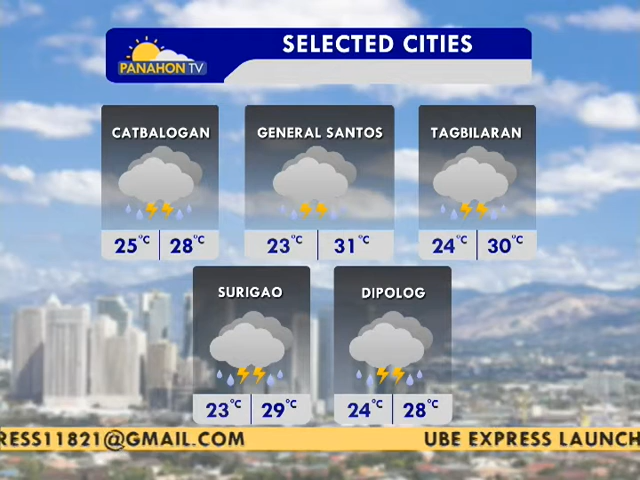 SELECTED CITIES
PANAHON TV
CATBALOGAN
25°C 28°C
GENERAL SANTOS
23°C 31°C
TAGBILARAN
24°C 30°C
SURIGAO
23°C 29°C
DIPOLOG
24°C 28°C
RESS11821@GMAIL.COM UBE EXPRESS LAUNCH